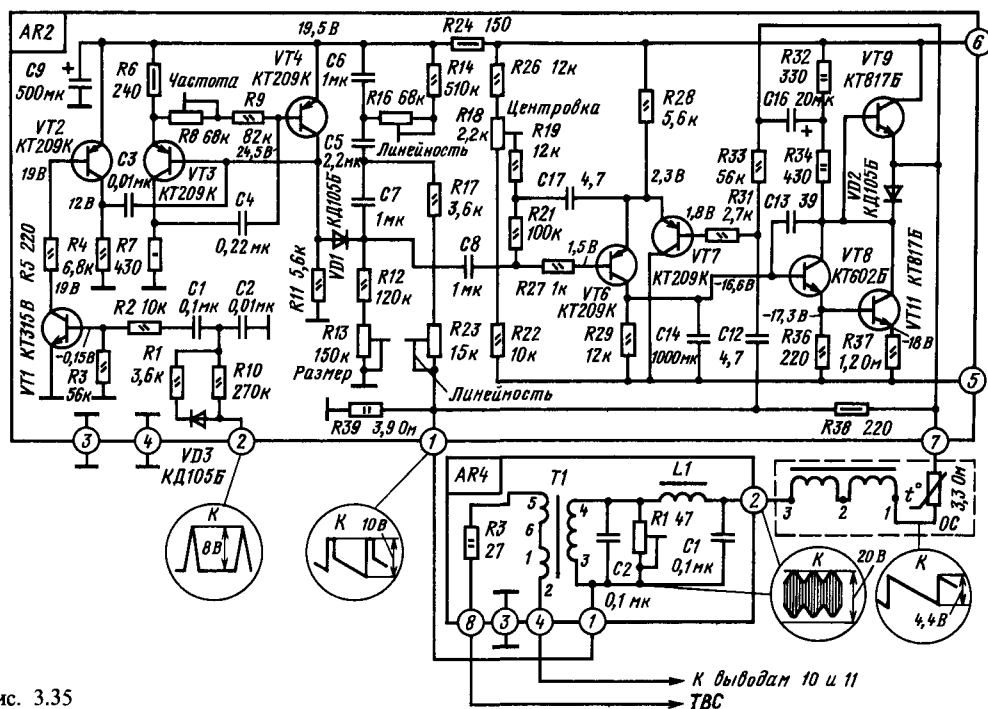 AR2
19,5 В
R24 150
6
C9
500мк
+
R6
240
Частота
R8 68к
R9
82к
24,5 В
VT4
КТ209К
C6
1мк
R16 68к
R14
510к
C5
2,2мк
Линейность
R26 12к
Центровка
R18
2,2к
R19
12к
R28
5,6к
R32
330
C16 20мк
+
VT9
КТ817Б
VT2
КТ209К
19В
C3
0,01мк
VT3
КТ209К
12В
C4
0,22 мк
R5 220
R4
6,8к
R7
430
19В
КД105Б
VD1
C7
1мк
R17
3,6к
C17 4,7
R21
100к
2,3В
R33
56к
R31
2,7к
1,8В
R34
430
C13 39
VD2
КД105Б
R11 5,6к
R12
120к
C8
1мк
R27 1к
1,5В
VT6
КТ209К
VT7
КТ209К
-16,6В
VT8
КТ602Б
КТ817Б
VT11
VT1 КТ315В
R2 10к
C1
0,1мк
C2
0,01мк
-0,15В
R3
56к
R1
3,6к
R10
270к
R13
150к
Размер
R23
15к
Линейность
R22
10к
R29
12к
C14
1000мк
C12
4,7
-17,3В
R36
220
R37
1,2 Ом
-18В
5
3
4
2
VD3
КД105Б
R39 3,9 Ом
1
R38 220
7
К
8В
К
10В
AR4
R3
27
T1
5
6
1
2
4
3
L1
R1 47
C2
0,1 мк
C1
0,1мк
2
3
2
1
t°
3,3 Ом
ОС
К
20 В
К
4,4В
8
3
4
1
К выводам 10 и 11
ТВС
ис. 3.35